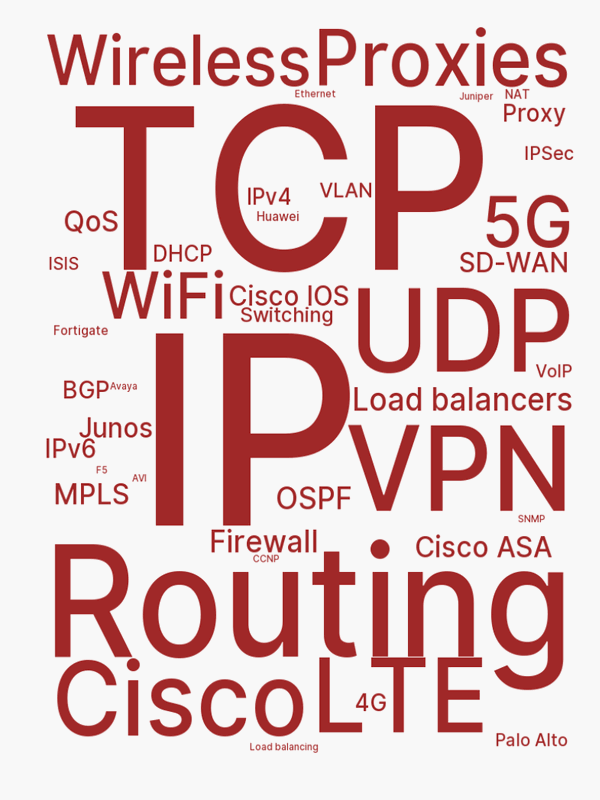 Wireless
Proxies
Ethernet
Juniper
NAT
Proxy
TCP
IPSec
IPv4
VLAN
Huawei
QoS
5G
DHCP
ISIS
SD-WAN
WiFi
Cisco IOS
Switching
UDP
Fortigate
IP
VoIP
BGP
Avaya
Load balancers
Junos
IPv6
VPN
F5
AVI
MPLS
OSPF
SNMP
Firewall
Cisco ASA
CCNP
Routing
Cisco
LTE
4G
Palo Alto
Load balancing